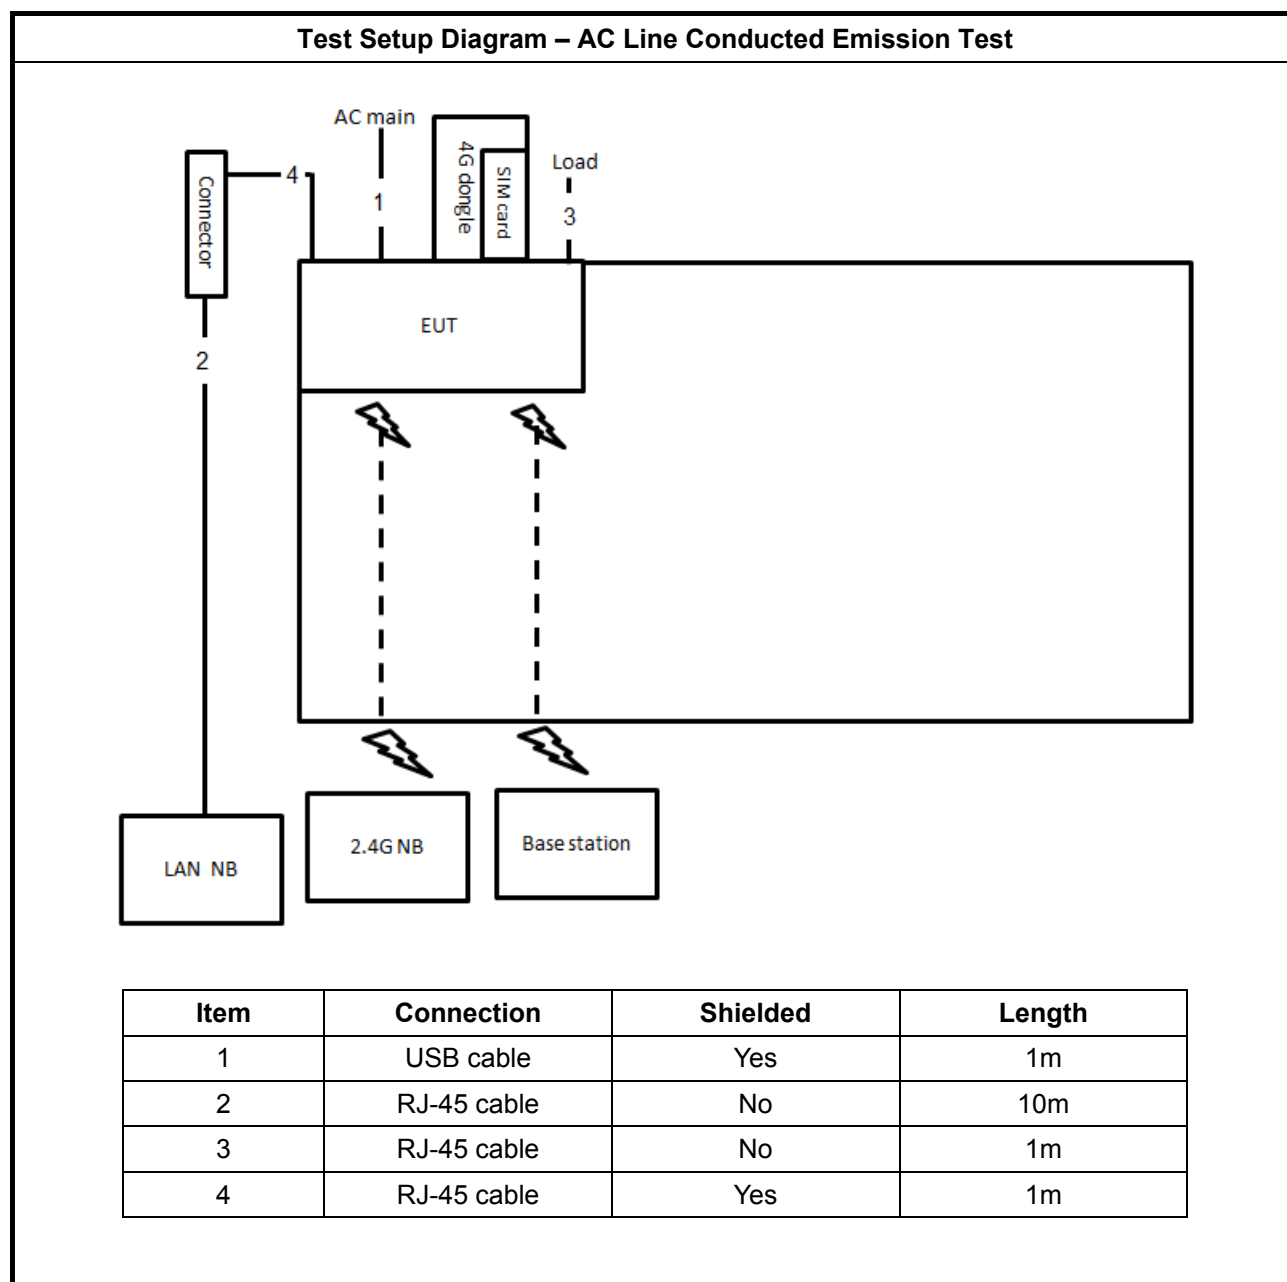 Test Setup Diagram – AC Line Conducted Emission Test
AC main
4G dongle
SIM card
Load
Connector
4
1
3
EUT
2
LAN NB
2.4G NB
Base station
Item Connection Shielded Length
1 USB cable Yes 1m
2 RJ-45 cable No 10m
3 RJ-45 cable No 1m
4 RJ-45 cable Yes 1m